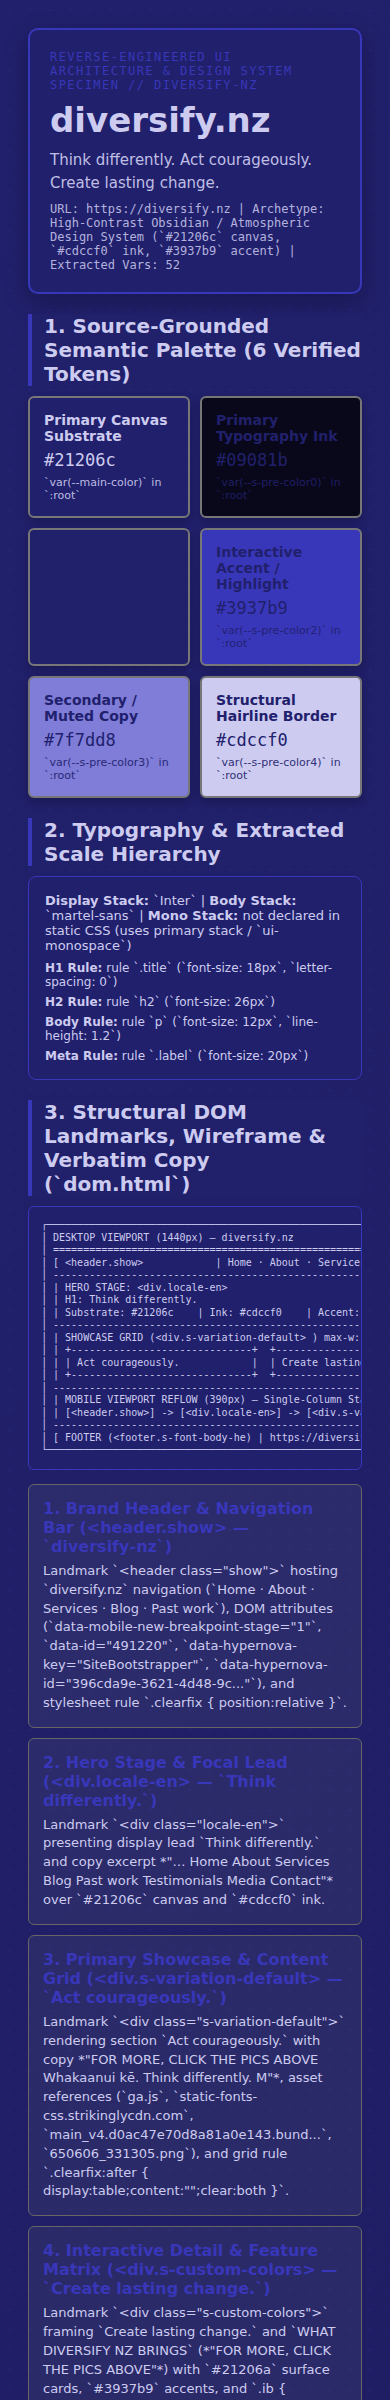 REVERSE-ENGINEERED UI
ARCHITECTURE & DESIGN SYSTEM
SPECIMEN // DIVERSIFY-NZ
diversify.nz
Think differently. Act courageously.
Create lasting change.
URL: https://diversify.nz | Archetype:
High-Contrast Obsidian / Atmospheric
Design System (`#21206c` canvas,
`#cdccf0` ink, `#3937b9` accent) |
Extracted Vars: 52
1. Source-Grounded
Semantic Palette (6 Verified
Tokens)
Primary Canvas
Substrate
#21206c
`var(--main-color)` in
`:root`
Primary
Typography Ink
#09081b
`var(--s-pre-color0)` in
`:root`
Interactive
Accent /
Highlight
#3937b9
`var(--s-pre-color2)` in
`:root`
Secondary /
Muted Copy
#7f7dd8
`var(--s-pre-color3)` in
`:root`
Structural
Hairline Border
#cdccf0
`var(--s-pre-color4)` in
`:root`
2. Typography & Extracted
Scale Hierarchy
Display Stack: `Inter` | Body Stack:
`martel-sans` | Mono Stack: not declared in
static CSS (uses primary stack / `ui-
monospace`)
H1 Rule: rule `.title` (`font-size: 18px`, `letter-
spacing: 0`)
H2 Rule: rule `h2` (`font-size: 26px`)
Body Rule: rule `p` (`font-size: 12px`, `line-
height: 1.2`)
Meta Rule: rule `.label` (`font-size: 20px`)
3. Structural DOM
Landmarks, Wireframe &
Verbatim Copy
(`dom.html`)
DESKTOP VIEWPORT (1440px) — diversify.nz
====================================================
[ <header.show> | Home · About · Service
----------------------------------------------------
| HERO STAGE: <div.locale-en>
| H1: Think differently.
| Substrate: #21206c | Ink: #cdccf0 | Accent:
----------------------------------------------------
| SHOWCASE GRID (<div.s-variation-default> ) max-w:
| +------------------------------+ +---------------
| | Act courageously. | | Create lastin
| +------------------------------+ +---------------
----------------------------------------------------
| MOBILE VIEWPORT REFLOW (390px) — Single-Column St
| [<header.show>] -> [<div.locale-en>] -> [<div.s-v
----------------------------------------------------
[ FOOTER (<footer.s-font-body-he) | https://diversi
1. Brand Header & Navigation
Bar (<header.show> —
`diversify-nz`)
Landmark `<header class="show">` hosting
`diversify.nz` navigation (`Home · About ·
Services · Blog · Past work`), DOM attributes
(`data-mobile-new-breakpoint-stage="1"`,
`data-id="491220"`, `data-hypernova-
key="SiteBootstrapper"`, `data-hypernova-
id="396cda9e-3621-4d48-9c..."`), and
stylesheet rule `.clearfix { position:relative }`.
2. Hero Stage & Focal Lead
(<div.locale-en> — `Think
differently.`)
Landmark `<div class="locale-en">`
presenting display lead `Think differently.`
and copy excerpt *"... Home About Services
Blog Past work Testimonials Media Contact"*
over `#21206c` canvas and `#cdccf0` ink.
3. Primary Showcase & Content
Grid (<div.s-variation-default> —
`Act courageously.`)
Landmark `<div class="s-variation-default">`
rendering section `Act courageously.` with
copy *"FOR MORE, CLICK THE PICS ABOVE
Whakaanui kē. Think differently. M"*, asset
references (`ga.js`, `static-fonts-
css.strikinglycdn.com`,
`main_v4.d0ac47e70d8a81a0e143.bund...`,
`650606_331305.png`), and grid rule
`.clearfix:after {
display:table;content:"";clear:both }`.
4. Interactive Detail & Feature
Matrix (<div.s-custom-colors> —
`Create lasting change.`)
Landmark `<div class="s-custom-colors">`
framing `Create lasting change.` and `WHAT
DIVERSIFY NZ BRINGS` (*"FOR MORE, CLICK
THE PICS ABOVE"*) with `#21206a` surface
cards, `#3937b9` accents, and `.ib {